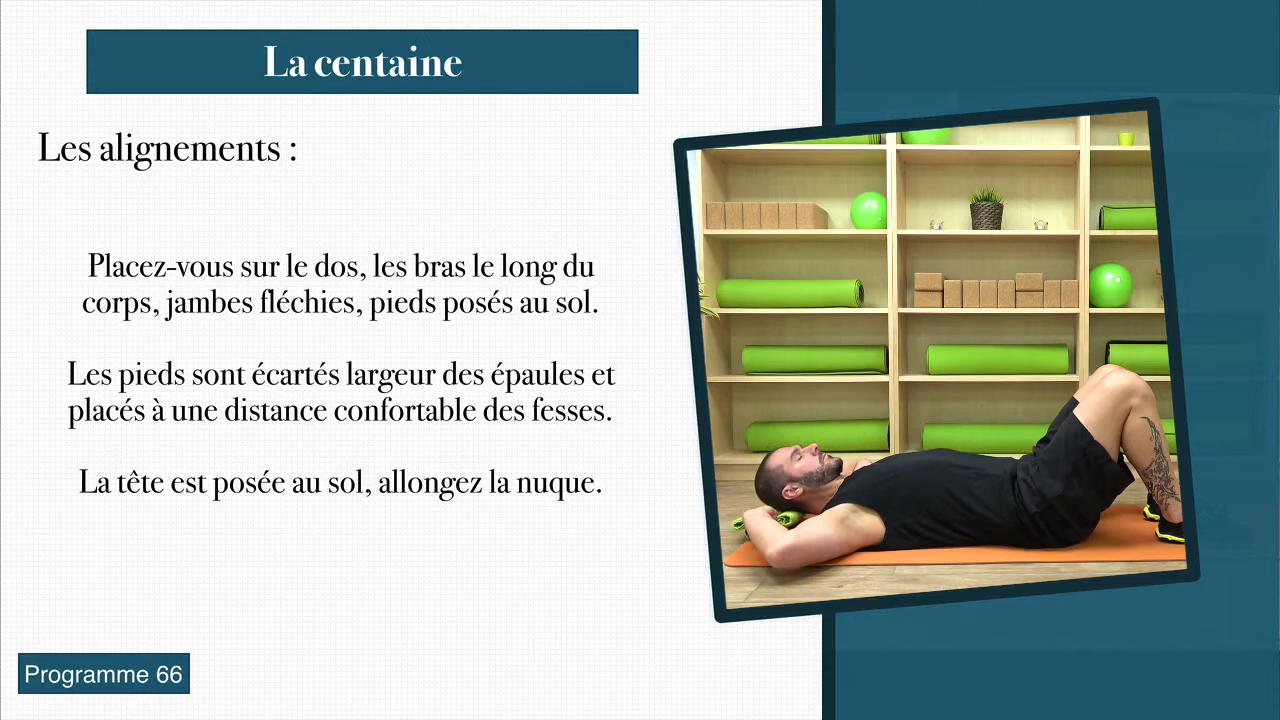 La centaine
Les alignements :
Placez-vous sur le dos, les bras le long du
corps, jambes fléchies, pieds posés au sol.
Les pieds sont écartés largeur des épaules et
placés à une distance confortable des fesses.
La tête est posée au sol, allongez la nuque.
Programme 66